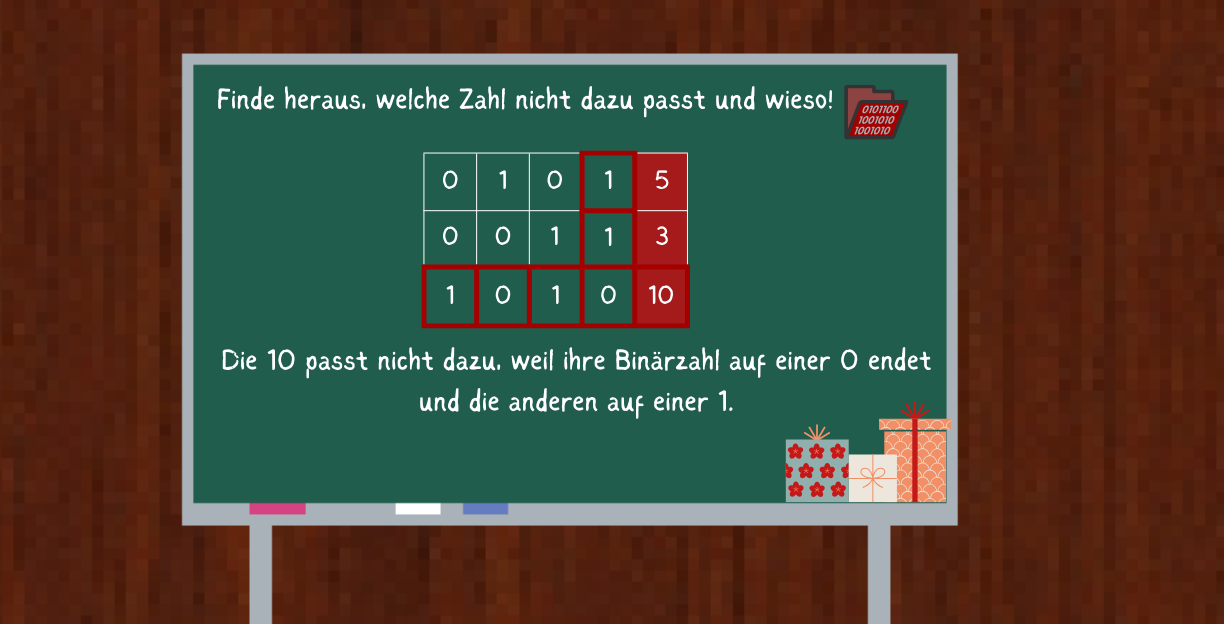 Finde heraus, welche Zahl nicht dazu passt und wieso!
0101100
1001010
1001010
0 1 0 1 5
0 0 1 1 3
1 0 1 0 10
Die 10 passt nicht dazu, weil ihre Binärzahl auf einer 0 endet
und die anderen auf einer 1.